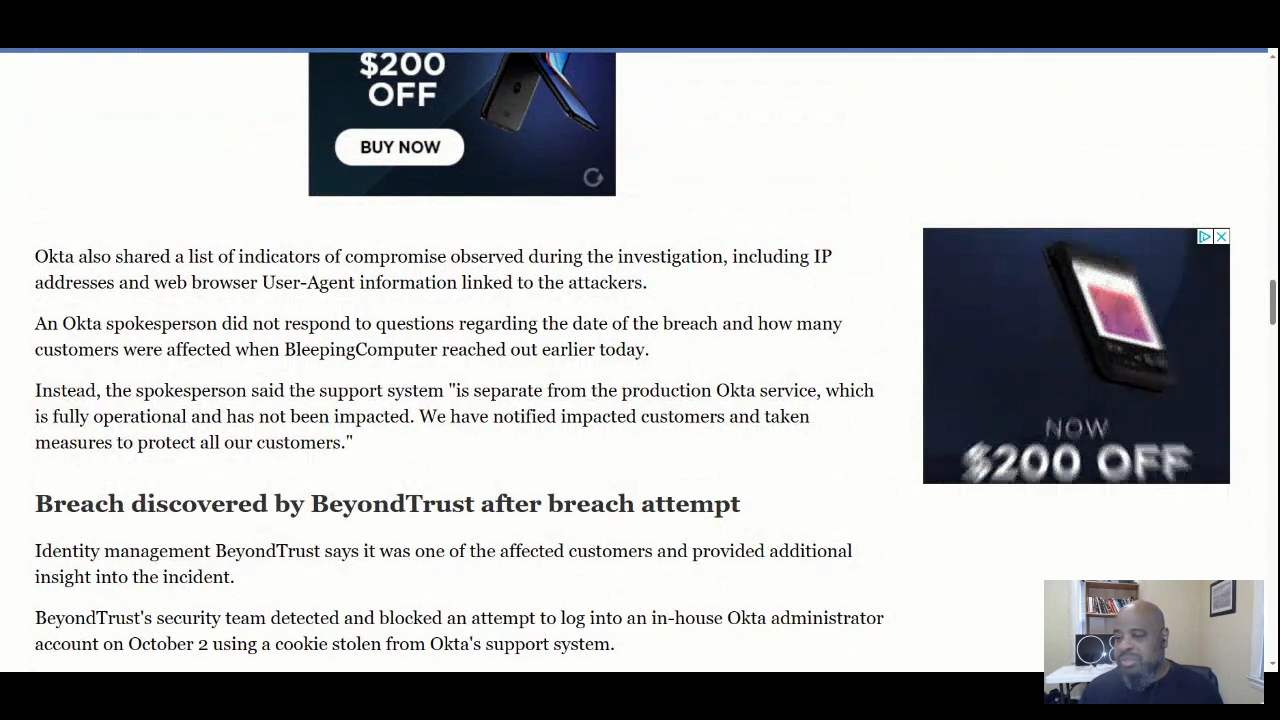 $200
OFF
BUY NOW
Okta also shared a list of indicators of compromise observed during the investigation, including IP
addresses and web browser User-Agent information linked to the attackers.
An Okta spokesperson did not respond to questions regarding the date of the breach and how many
customers were affected when BleepingComputer reached out earlier today.
Instead, the spokesperson said the support system "is separate from the production Okta service, which
is fully operational and has not been impacted. We have notified impacted customers and taken
measures to protect all our customers."
NOW
$200 OFF
Breach discovered by BeyondTrust after breach attempt
Identity management BeyondTrust says it was one of the affected customers and provided additional
insight into the incident.
BeyondTrust's security team detected and blocked an attempt to log into an in-house Okta administrator
account on October 2 using a cookie stolen from Okta's support system.